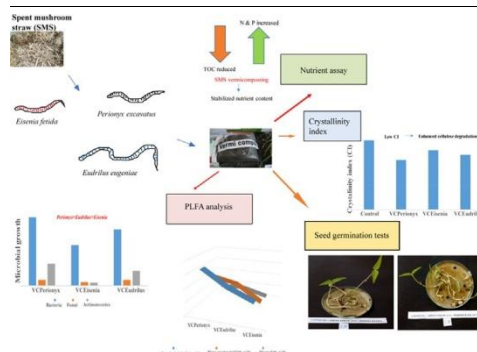 Spent mushroom
straw (SMS)
N & P increased
TOC reduced
SMS vermicomposting
Stabilized nutrient content
Nutrient assay
Eisenia fetida
Perionyx excavatus
Eudrilus eugeniae
Crystallinity
index
Low CI
Enhanced cellulose degradation
Crystallinity index (CI)
Control
VCPerionyx
VCEisenia
VCEudrilus
PLFA analysis
Seed germination tests
Perionyx>Eudrilus>Eisenia
Microbial growth
VCPerionyx
VCEisenia
VCEudrilus
Bacteria
Fungi
Actinomycetes
VCPerionyx
VCEudrilus
VCEisenia